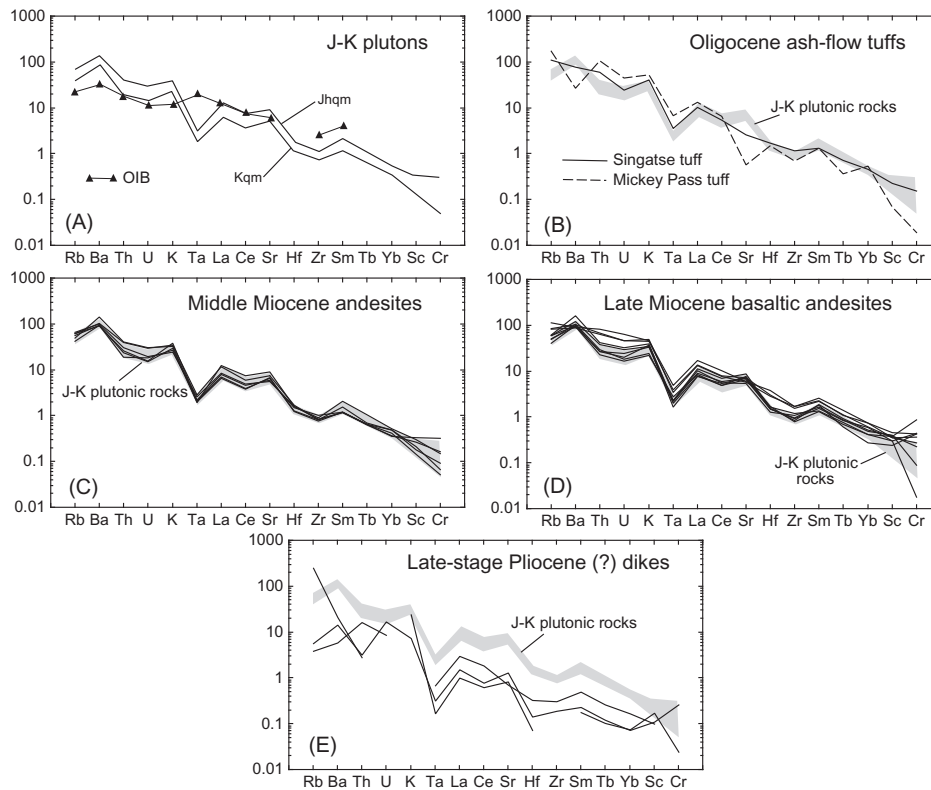 J-K plutons
1000
100
10
1
0.1
0.01
Jhqm
Kqm
OIB
(A)
Rb Ba Th U K Ta La Ce Sr Hf Zr Sm Tb Yb Sc Cr
Oligocene ash-flow tuffs
1000
100
10
1
0.1
0.01
J-K plutonic rocks
Singatse tuff
Mickey Pass tuff
(B)
Rb Ba Th U K Ta La Ce Sr Hf Zr Sm Tb Yb Sc Cr
Middle Miocene andesites
1000
100
10
1
0.1
0.01
J-K plutonic rocks
(C)
Rb Ba Th U K Ta La Ce Sr Hf Zr Sm Tb Yb Sc Cr
Late Miocene basaltic andesites
1000
100
10
1
0.1
0.01
J-K plutonic
rocks
(D)
Rb Ba Th U K Ta La Ce Sr Hf Zr Sm Tb Yb Sc Cr
Late-stage Pliocene (?) dikes
1000
100
10
1
0.1
0.01
J-K plutonic rocks
(E)
Rb Ba Th U K Ta La Ce Sr Hf Zr Sm Tb Yb Sc Cr